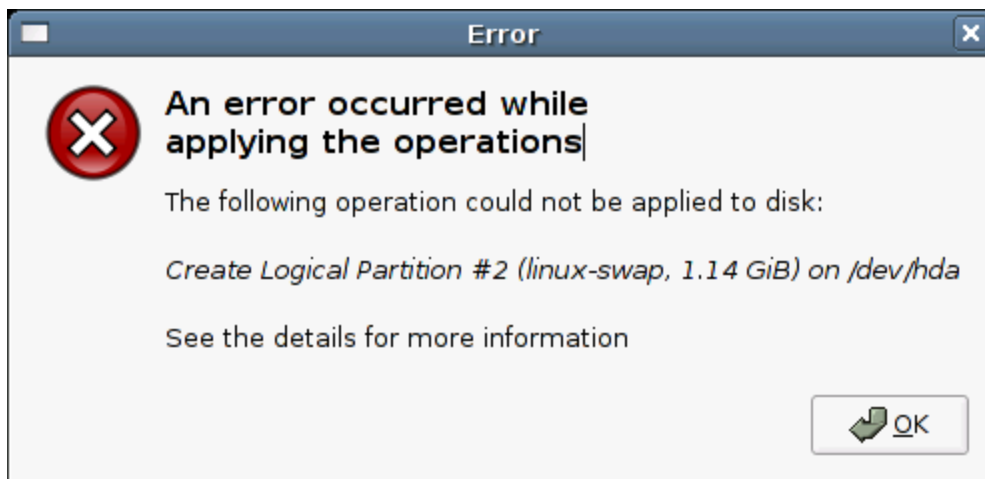 Error
An error occurred while
applying the operations
The following operation could not be applied to disk:
Create Logical Partition #2 (linux-swap, 1.14 GiB) on /dev/hda
See the details for more information
OK